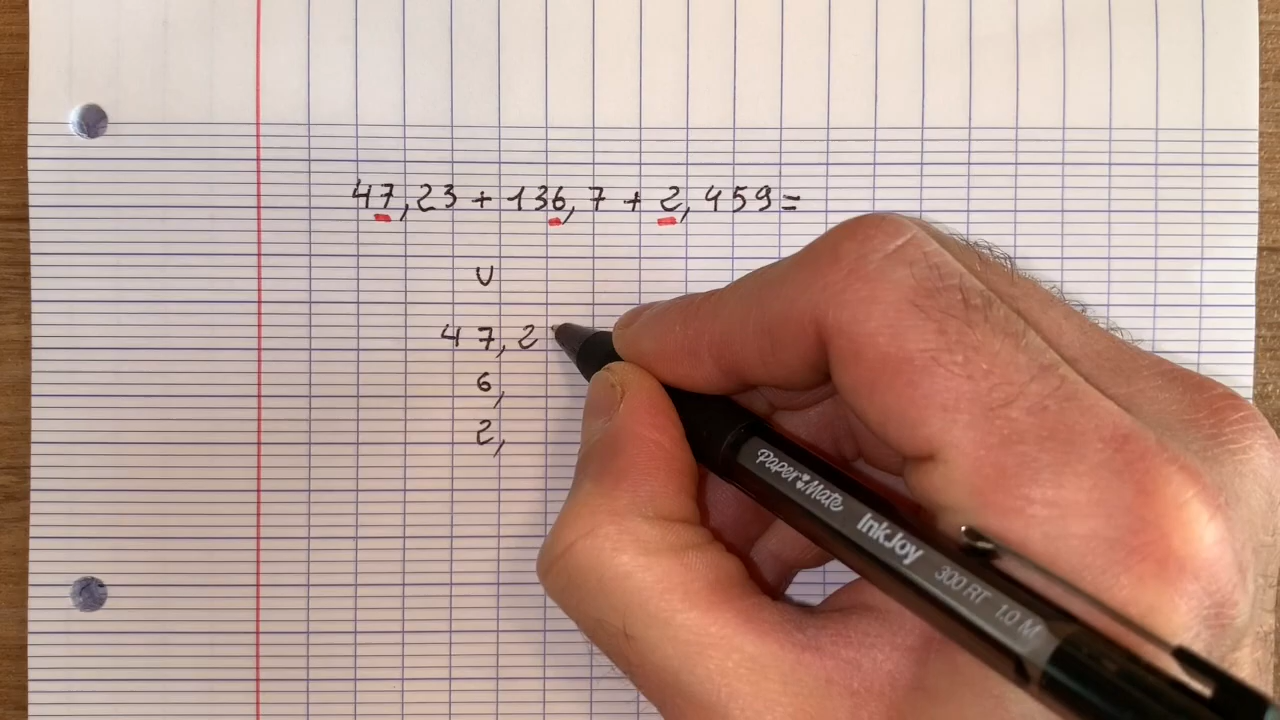 47,23 + 136,7 + 2,459 =
U
47,2
6,
2,
Paper Mate InkJoy 300 RT 1.0 M